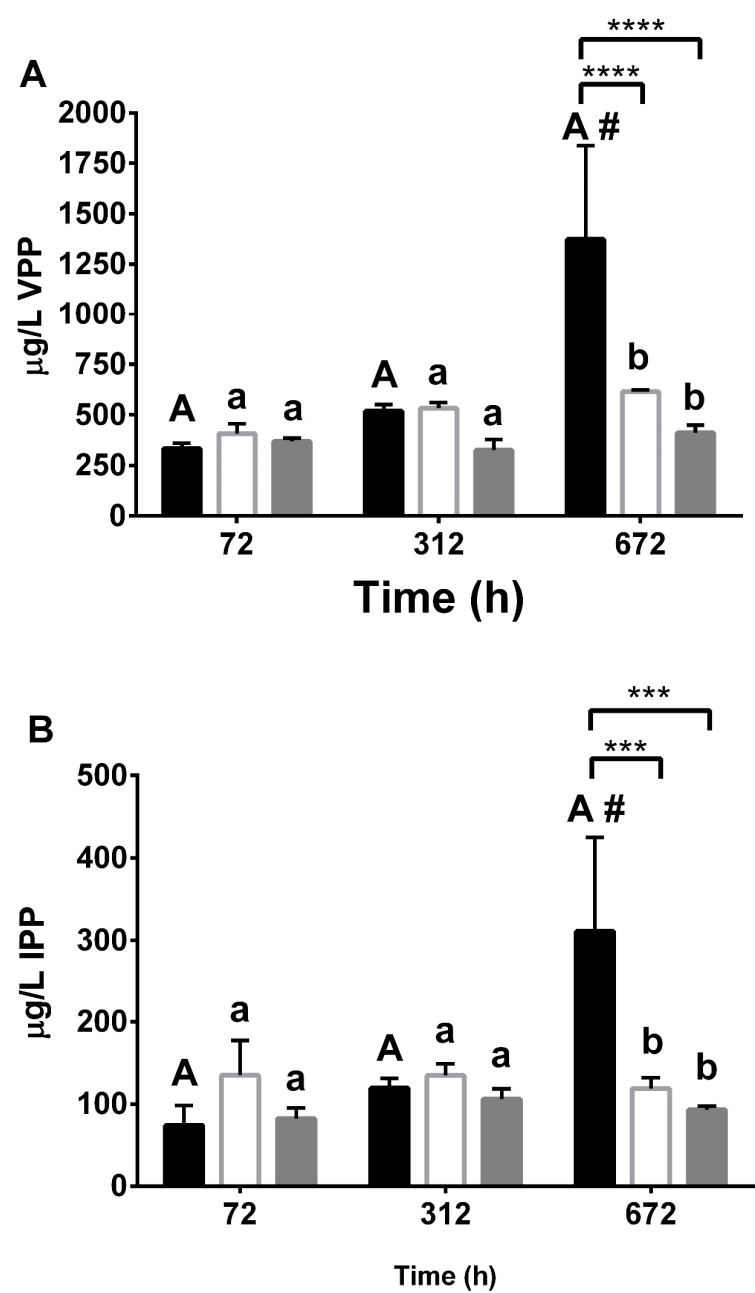 A
****
****
A #
2000
1750
1500
1250
1000
750
500
250
0
μg/L VPP
A a a
A a a
b b
72 312 672
Time (h)
B
***
***
A #
500
400
300
200
100
0
μg/L IPP
A a a
A a a
b b
72 312 672
Time (h)